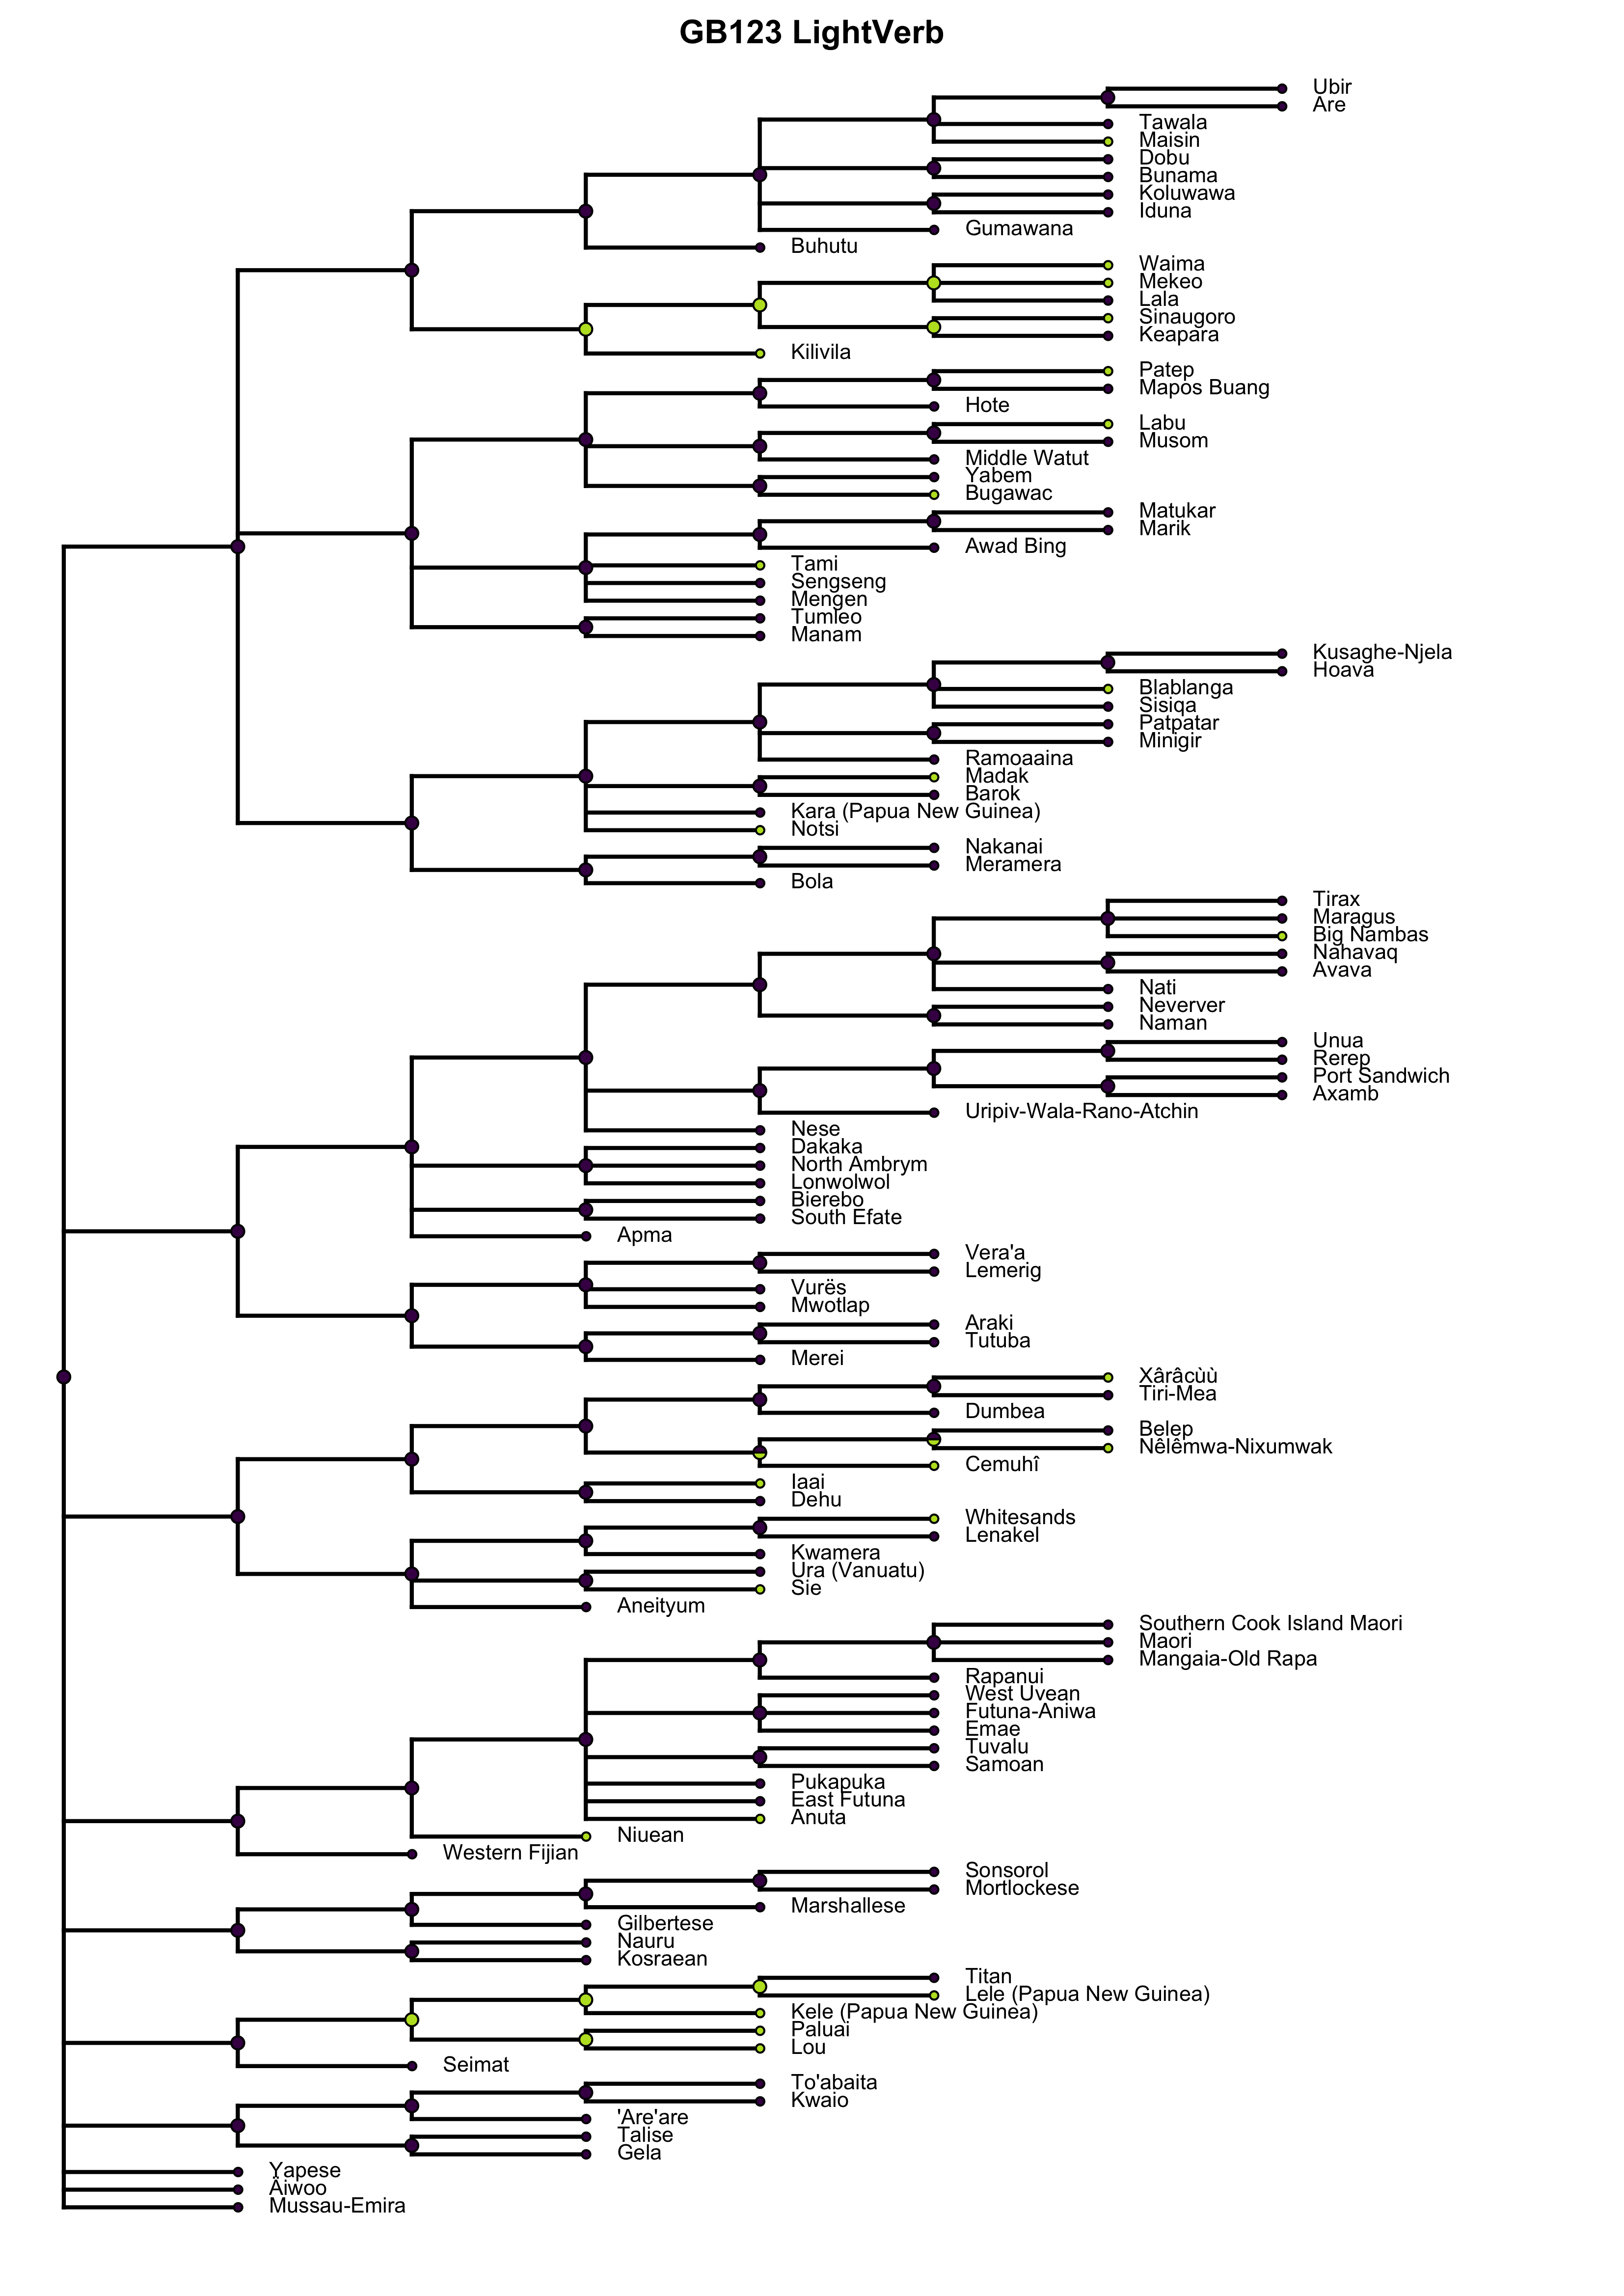 GB123 LightVerb
Ubir
Are
Tawala
Maisin
Dobu
Bunama
Koluwawa
Iduna
Gumawana
Buhutu
Waima
Mekeo
Lala
Sinaugoro
Keapara
Kilivila
Patep
Mapos Buang
Hote
Labu
Musom
Middle Watut
Yabem
Bugawac
Matukar
Marik
Awad Bing
Tami
Sengseng
Mengen
Tumleo
Manam
Kusaghe-Njela
Hoava
Blablanga
Sisiqa
Patpatar
Minigir
Ramoaaina
Madak
Barok
Kara (Papua New Guinea)
Notsi
Nakanai
Meramera
Bola
Tirax
Maragus
Big Nambas
Nahavaq
Avava
Nati
Neverver
Naman
Unua
Rerep
Port Sandwich
Axamb
Uripiv-Wala-Rano-Atchin
Nese
Dakaka
North Ambrym
Lonwolwol
Bierebo
South Efate
Apma
Vera'a
Lemerig
Vurës
Mwotlap
Araki
Tutuba
Merei
Xârâcùù
Tiri-Mea
Dumbea
Belep
Nêlêmwa-Nixumwak
Cemuhî
Iaai
Dehu
Whitesands
Lenakel
Kwamera
Ura (Vanuatu)
Sie
Aneityum
Southern Cook Island Maori
Maori
Mangaia-Old Rapa
Rapanui
West Uvean
Futuna-Aniwa
Emae
Tuvalu
Samoan
Pukapuka
East Futuna
Anuta
Niuean
Western Fijian
Sonsorol
Mortlockese
Marshallese
Gilbertese
Nauru
Kosraean
Titan
Lele (Papua New Guinea)
Kele (Papua New Guinea)
Paluai
Lou
Seimat
To'abaita
Kwaio
'Are'are
Talise
Gela
Yapese
Äiwoo
Mussau-Emira